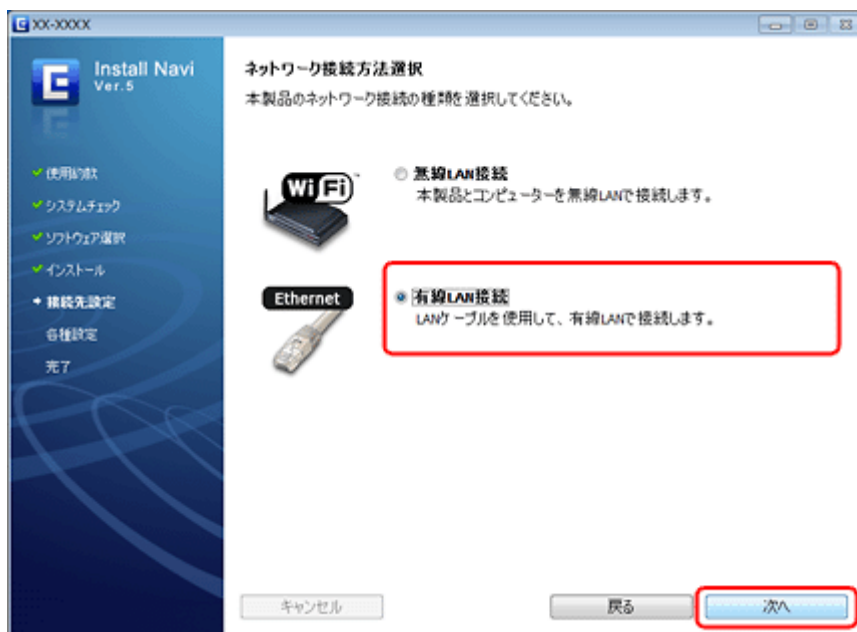 XX-XXXX
Install Navi
Ver.5
使用約款
システムチェック
ソフトウェア選択
インストール
接続先設定
各種設定
完了
ネットワーク接続方法選択
本製品のネットワーク接続の種類を選択してください。
Wi Fi
無線LAN接続
本製品とコンピューターを無線LANで接続します。
Ethernet
有線LAN接続
LANケーブルを使用して、有線LANで接続します。
キャンセル
戻る
次へ